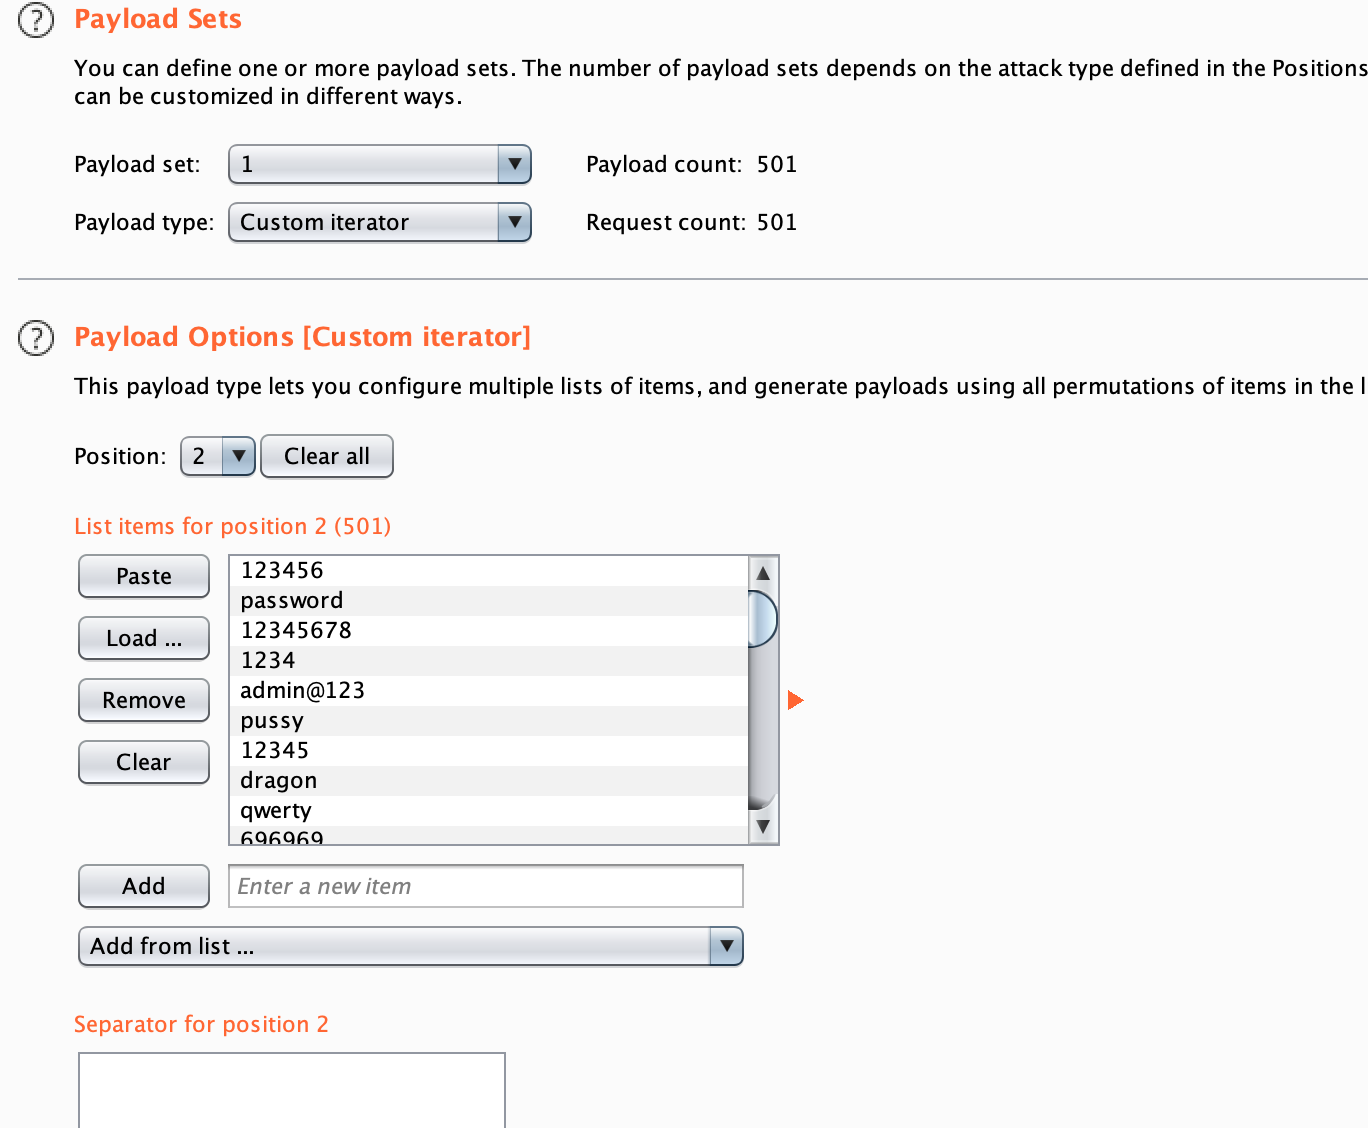 Payload Sets
You can define one or more payload sets. The number of payload sets depends on the attack type defined in the Positions
can be customized in different ways.
Payload set: 1 Payload count: 501
Payload type: Custom iterator Request count: 501
Payload Options [Custom iterator]
This payload type lets you configure multiple lists of items, and generate payloads using all permutations of items in the l
Position: 2 Clear all
List items for position 2 (501)
Paste
Load ...
Remove
Clear
123456
password
12345678
1234
admin@123
pussy
12345
dragon
qwerty
696969
Add Enter a new item
Add from list ...
Separator for position 2